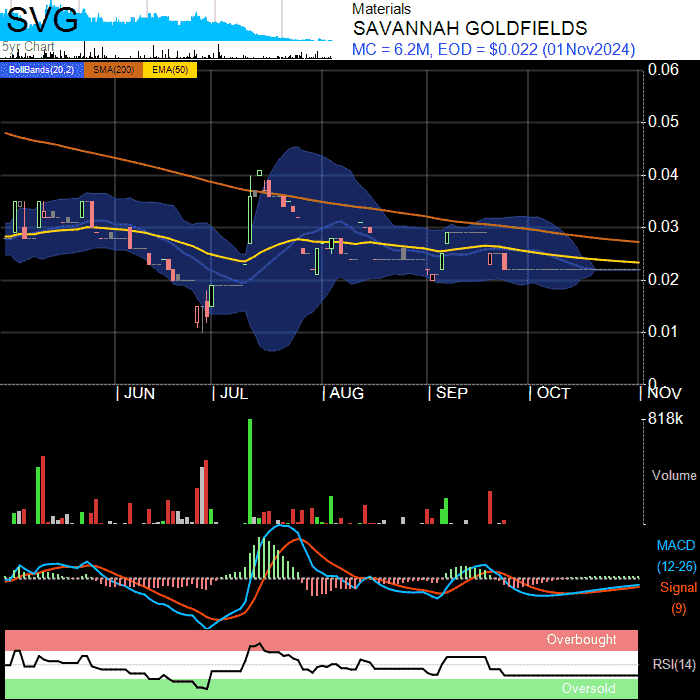 SVG
5yr Chart
Materials
SAVANNAH GOLDFIELDS
MC = 6.2M, EOD = $0.022 (01Nov2024)
BollBands(20,2) SMA(200) EMA(50)
0.06
0.05
0.04
0.03
0.02
0.01
0
JUN JUL AUG SEP OCT NOV
818k
Volume
MACD
(12-26)
Signal
(9)
Overbought
RSI(14)
Oversold